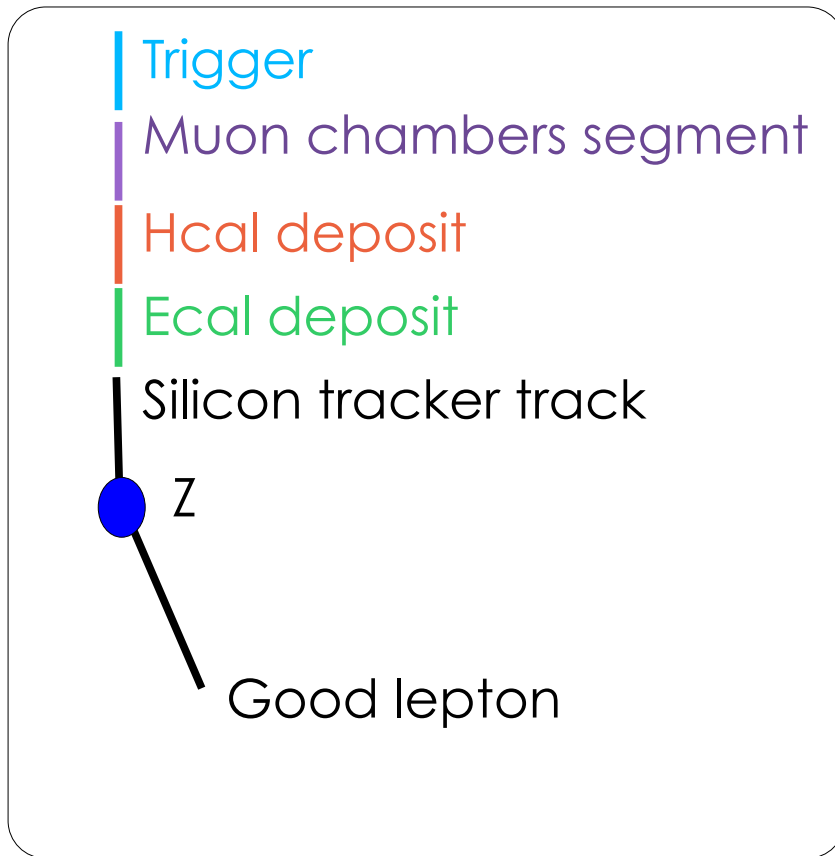 Trigger
Muon chambers segment
Hcal deposit
Ecal deposit
Silicon tracker track
Z
Good lepton